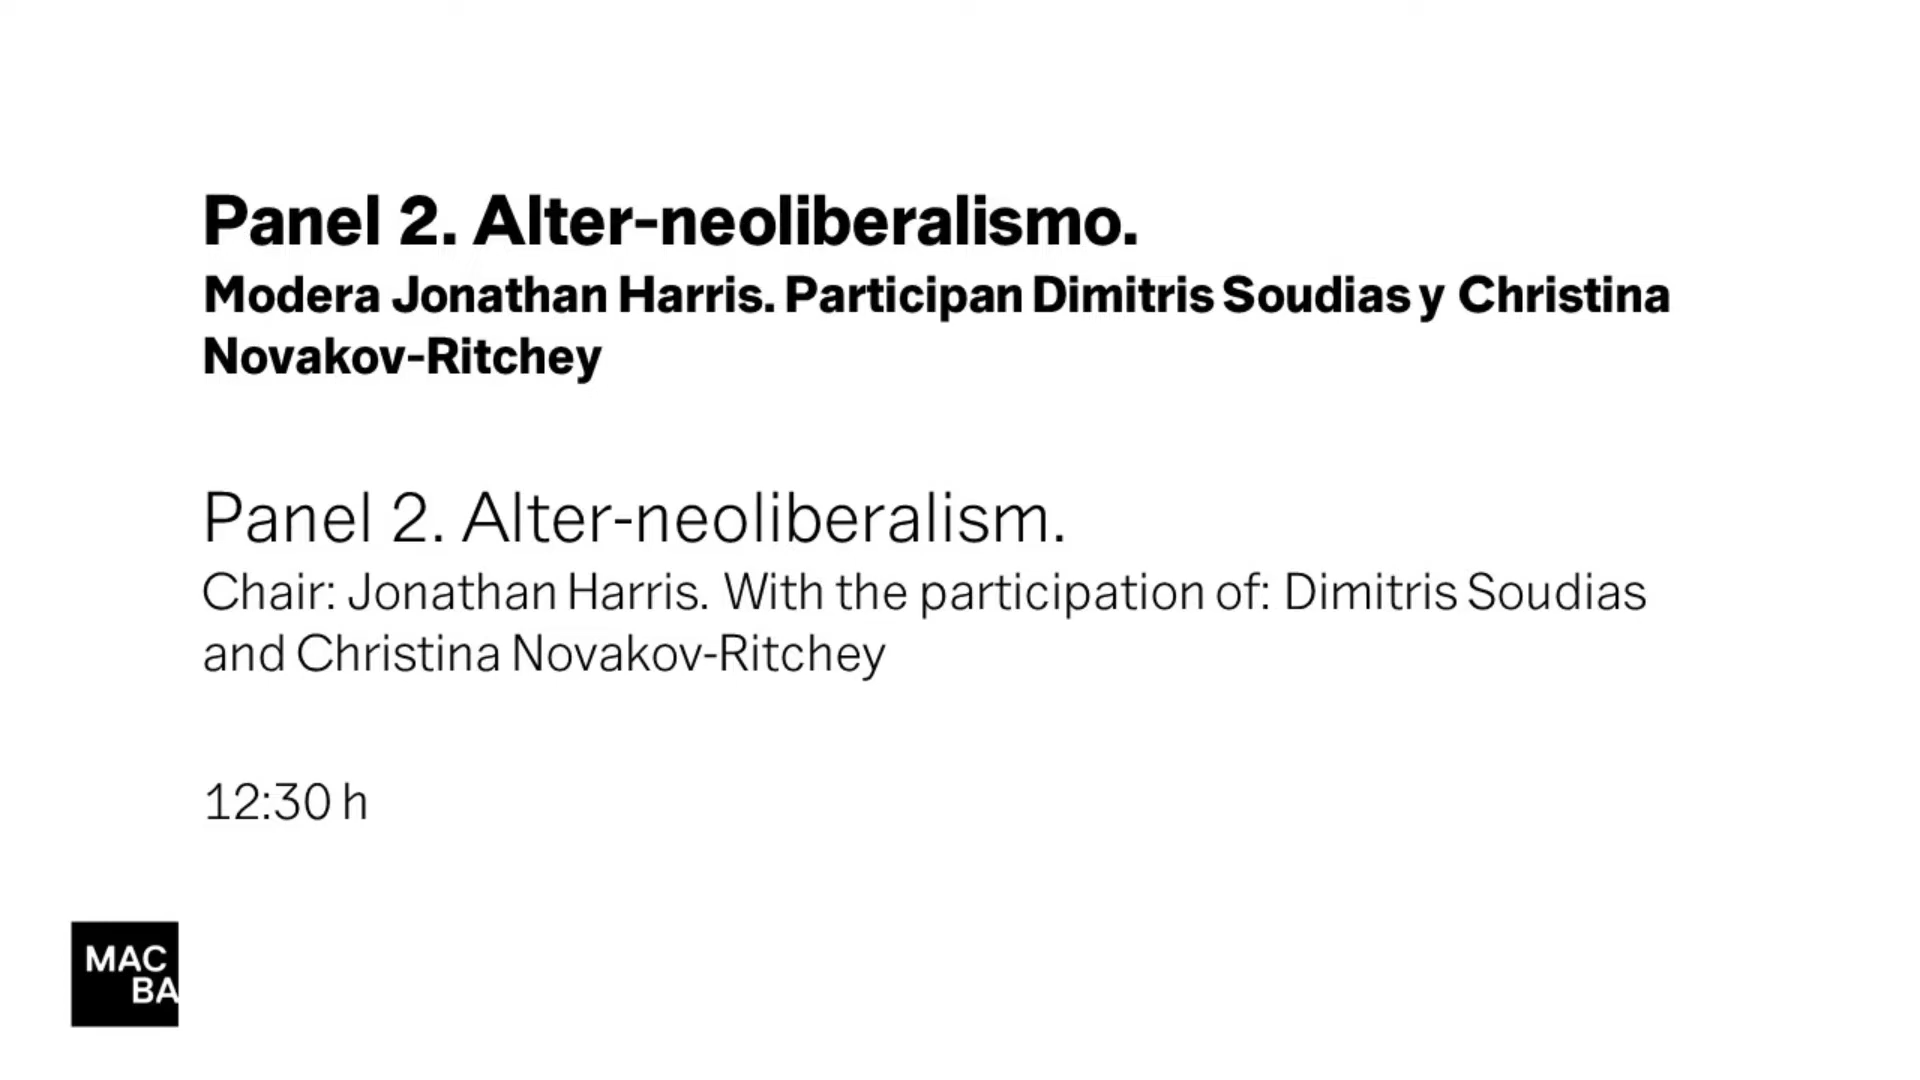 Panel 2. Alter-neoliberalismo.
Modera Jonathan Harris. Participan Dimitris Soudias y Christina
Novakov-Ritchey
Panel 2. Alter-neoliberalism.
Chair: Jonathan Harris. With the participation of: Dimitris Soudias
and Christina Novakov-Ritchey
12:30 h
MAC
BA